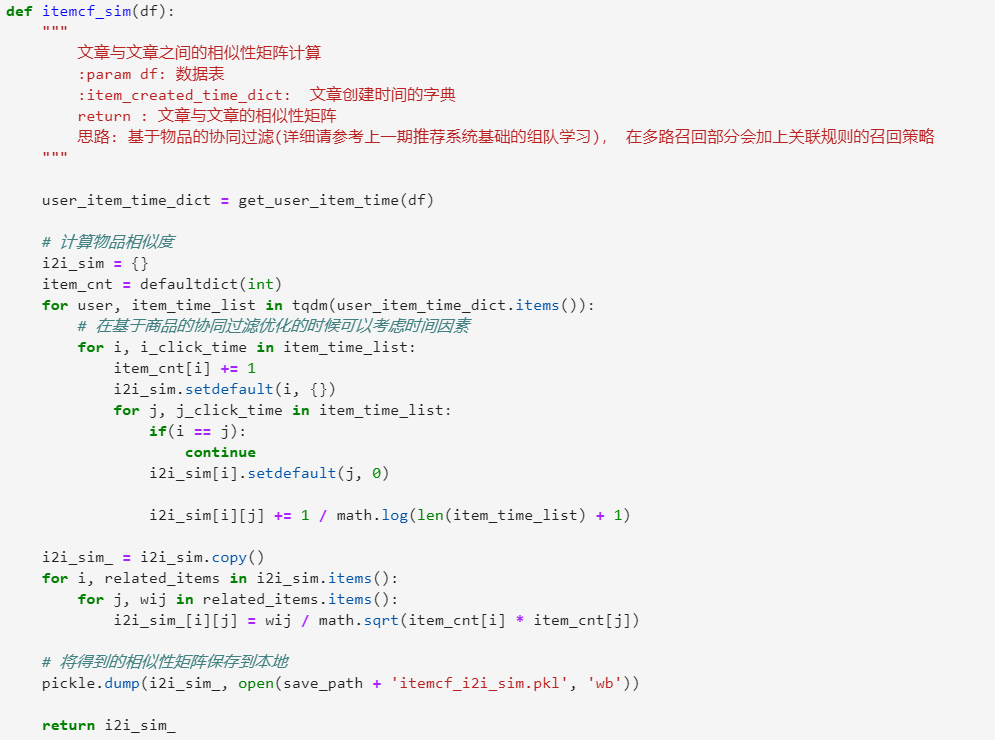 def itemcf_sim(df):
    """
        文章与文章之间的相似性矩阵计算
        :param df: 数据表
        :item_created_time_dict:  文章创建时间的字典
        return : 文章与文章的相似性矩阵
        思路: 基于物品的协同过滤(详细请参考上一期推荐系统基础的组队学习), 在多路召回部分会加上关联规则的召回策略
    """
    user_item_time_dict = get_user_item_time(df)
    # 计算物品相似度
    i2i_sim = {}
    item_cnt = defaultdict(int)
    for user, item_time_list in tqdm(user_item_time_dict.items()):
        # 在基于商品的协同过滤优化的时候可以考虑时间因素
        for i, i_click_time in item_time_list:
            item_cnt[i] += 1
            i2i_sim.setdefault(i, {})
            for j, j_click_time in item_time_list:
                if(i == j):
                    continue
                i2i_sim[i].setdefault(j, 0)
                i2i_sim[i][j] += 1 / math.log(len(item_time_list) + 1)
    i2i_sim_ = i2i_sim.copy()
    for i, related_items in i2i_sim.items():
        for j, wij in related_items.items():
            i2i_sim_[i][j] = wij / math.sqrt(item_cnt[i] * item_cnt[j])
    # 将得到的相似性矩阵保存到本地
    pickle.dump(i2i_sim_, open(save_path + 'itemcf_i2i_sim.pkl', 'wb'))
    return i2i_sim_